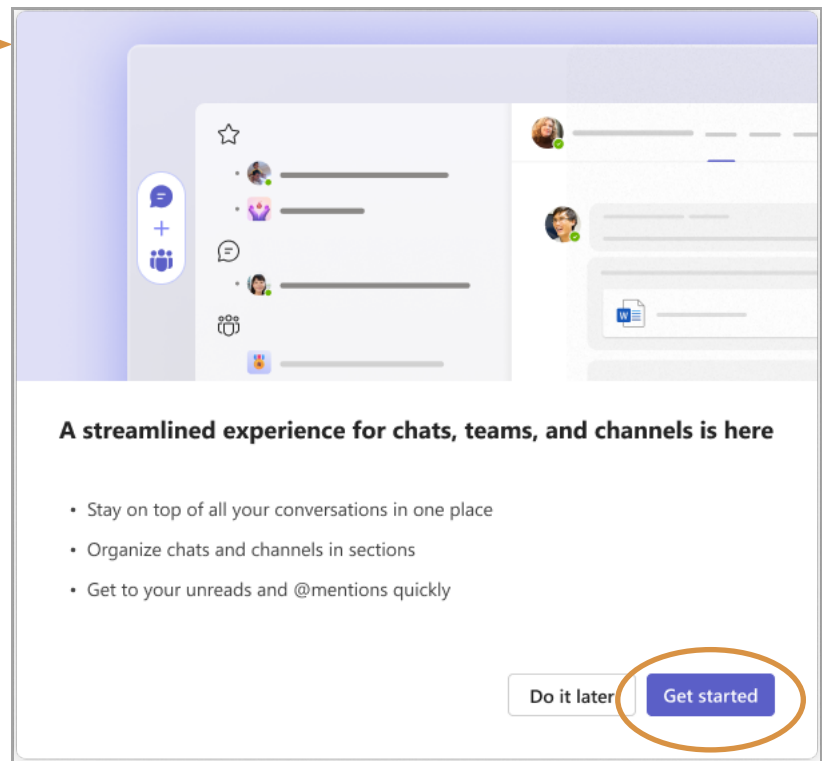 W
A streamlined experience for chats, teams, and channels is here
• Stay on top of all your conversations in one place
• Organize chats and channels in sections
• Get to your unreads and @mentions quickly
Do it later
Get started